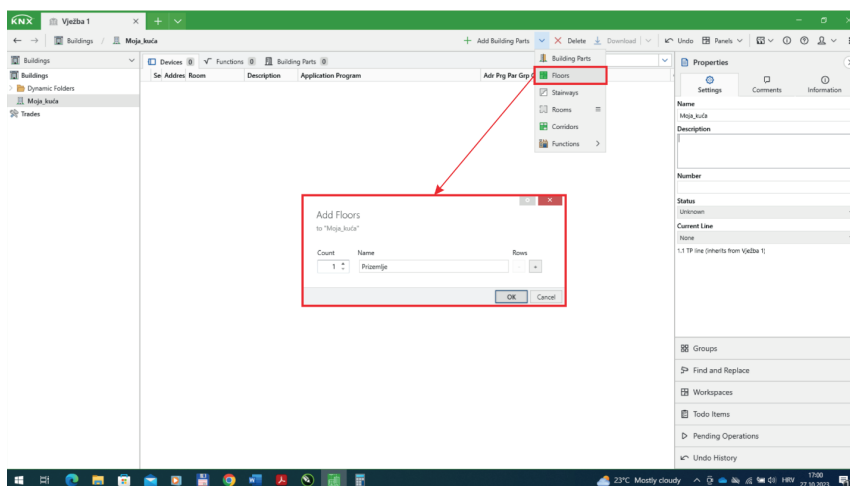 KNX Vježba 1
Buildings / Moja_kuća
Add Building Parts Delete Download Undo Panels
Buildings
Devices 0 Functions 0 Building Parts 0
Building Parts
Floors
Stairways
Rooms
Corridors
Functions
Buildings
Dynamic Folders
Moja_kuća
Trades
Room Description Application Program
Adr Prg Par Grp
Add Floors
to "Moja_kuća"
Count Name Rows
1 Prizemlje - +
OK Cancel
Properties
Settings Comments Information
Name
Moja_kuća
Description
Number
Status
Unknown
Current Line
None
1.1 TP line (inherits from Vježba 1)
Groups
Find and Replace
Workspaces
Todo Items
Pending Operations
Undo History
23°C Mostly cloudy HRV 17:00
27.10.2023.